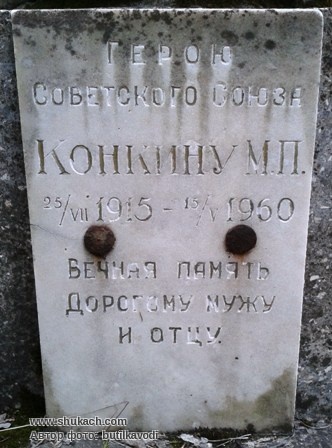 ГЕРОЮ
СОВЕТСКОГО СОЮЗА
КОНКИНУ М.П.
25/VII 1915 – 15/V 1960
ВЕЧНАЯ ПАМЯТЬ
ДОРОГОМУ МУЖУ
И ОТЦУ.
www.shukach.com
Автор фото: butilkavodi